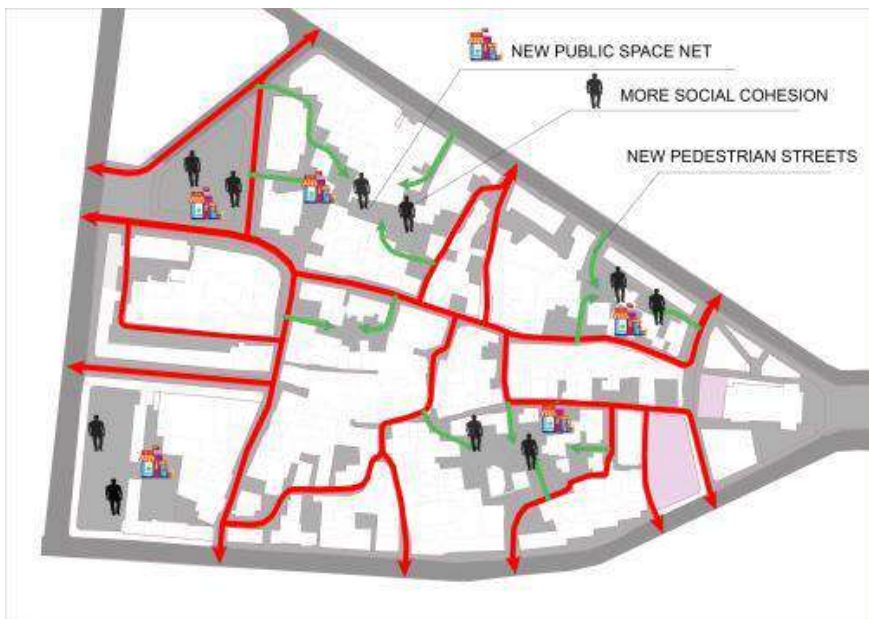 NEW PUBLIC SPACE NET
MORE SOCIAL COHESION
NEW PEDESTRIAN STREETS